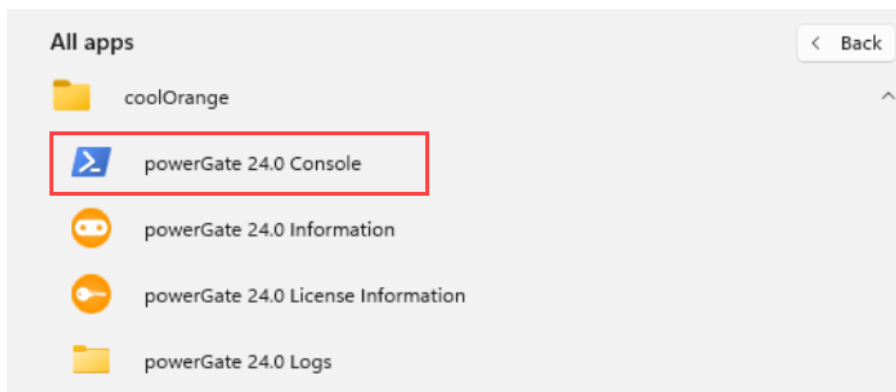 All apps
Back
coolOrange
powerGate 24.0 Console
powerGate 24.0 Information
powerGate 24.0 License Information
powerGate 24.0 Logs